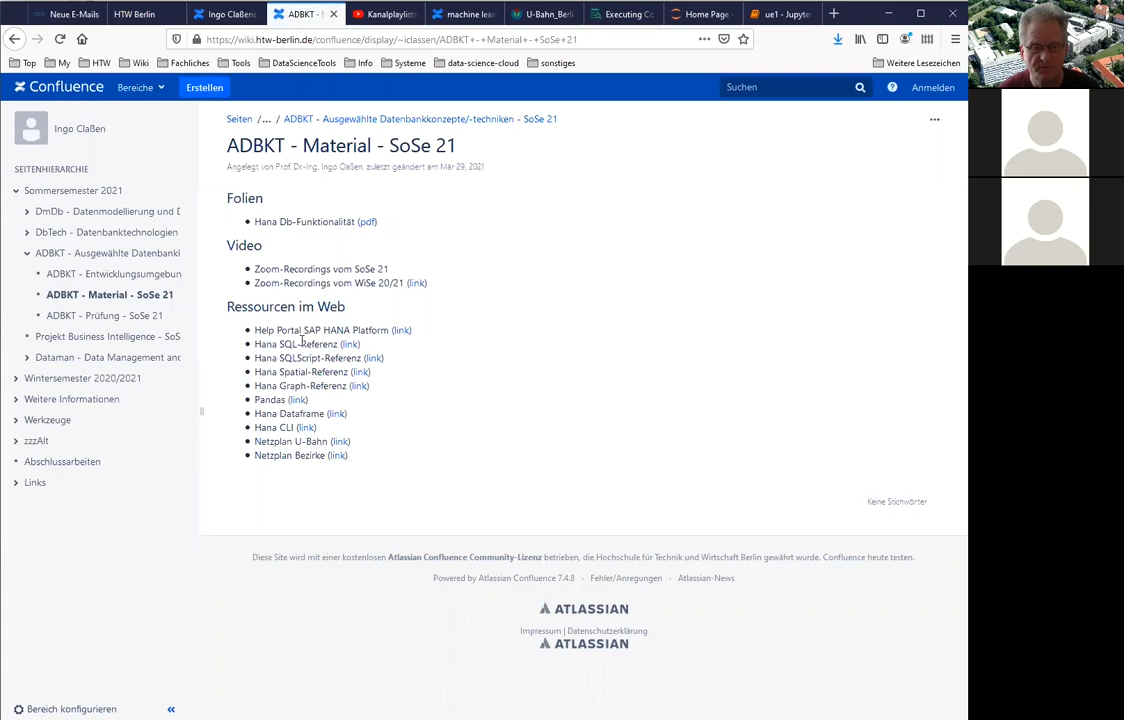 Neue E-Mails
HTW Berlin
Ingo Claßens
ADBKT -
Kanalplaylists
machine lear
U-Bahn_Berli
Executing Co
Home Page -
ue1 - Jupyter
https://wiki.htw-berlin.de/confluence/display/~iclassen/ADBKT+-+Material+-+SoSe+21
Top
My
HTW
Wiki
Fachliches
Tools
DataScienceTools
Info
Systeme
data-science-cloud
sonstiges
Weitere Lesezeichen
Confluence
Bereiche
Erstellen
Suchen
Anmelden
Ingo Claßen
SEITENHIERARCHIE
Sommersemester 2021
DmDb - Datenmodellierung und D
DbTech - Datenbanktechnologien
ADBKT - Ausgewählte Datenbankl
ADBKT - Entwicklungsumgebun
ADBKT - Material - SoSe 21
ADBKT - Prüfung - SoSe 21
Projekt Business Intelligence - SoS
Dataman - Data Management and
Wintersemester 2020/2021
Weitere Informationen
Werkzeuge
zzzAlt
Abschlussarbeiten
Links
Bereich konfigurieren
Seiten /... / ADBKT - Ausgewählte Datenbankkonzepte/-techniken - SoSe 21
ADBKT - Material - SoSe 21
Angelegt von Prof. Dr.-Ing. Ingo Claßen, zuletzt geändert am Mär 29, 2021
Folien
Hana Db-Funktionalität (pdf)
Video
Zoom-Recordings vom SoSe 21
Zoom-Recordings vom WiSe 20/21 (link)
Ressourcen im Web
Help Portal SAP HANA Platform (link)
Hana SQL-Referenz (link)
Hana SQLScript-Referenz (link)
Hana Spatial-Referenz (link)
Hana Graph-Referenz (link)
Pandas (link)
Hana Dataframe (link)
Hana CLI (link)
Netzplan U-Bahn (link)
Netzplan Bezirke (link)
Keine Stichwörter
Diese Site wird mit einer kostenlosen Atlassian Confluence Community-Lizenz betrieben, die Hochschule für Technik und Wirtschaft Berlin gewährt wurde. Confluence heute testen.
Powered by Atlassian Confluence 7.4.8 · Fehler/Anregungen · Atlassian-News
ATLASSIAN
Impressum | Datenschutzerklärung
ATLASSIAN